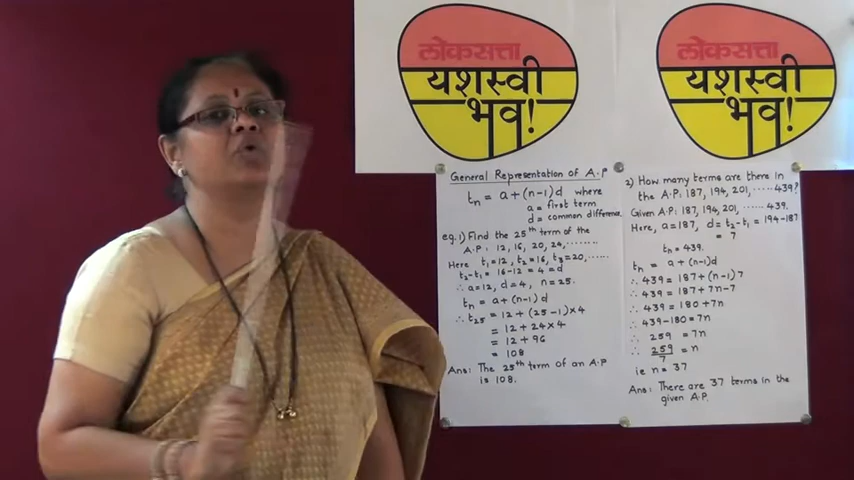 लोकसत्ता
यशस्वी
भव!
लोकसत्ता
यशस्वी
भव!
General Representation of A.P
tn = a+(n-1)d where
a = first term
d = common difference
eg.1) Find the 25th term of the
A.P: 12, 16, 20, 24, ........
Here t₁=12, t₂=16, t₃=20, ......
t₂-t₁ = 16-12 = 4 = d
∴ a=12, d=4, n=25.
tn = a+(n-1)d
∴ t₂₅ = 12+(25-1)×4
= 12+24×4
= 12+96
= 108
Ans: The 25th term of an A.P
is 108.
2) How many terms are there in
the A.P: 187, 194, 201, ......439?
Given A.P: 187, 194, 201, ......439.
Here, a=187, d=t₂-t₁ = 194-187
= 7
tn = 439.
tn = a+(n-1)d
∴ 439 = 187+(n-1)7
∴ 439 = 187+7n-7
∴ 439 = 180+7n
∴ 439-180 = 7n
∴ 259 = 7n
∴ 259/7 = n
ie n = 37
Ans: There are 37 terms in the
given A.P.